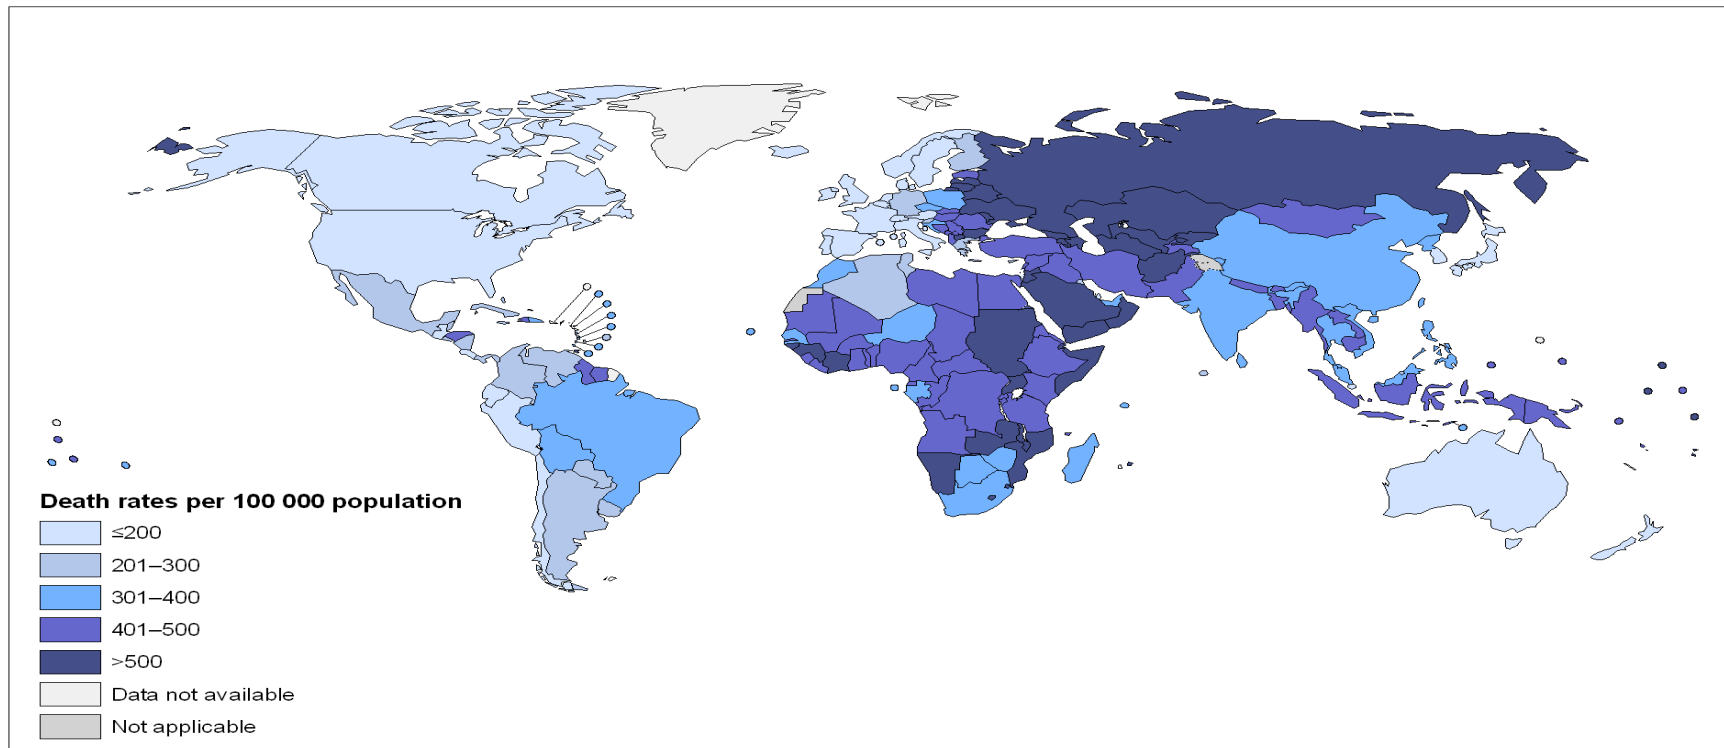 Death rates per 100 000 population
≤200
201–300
301–400
401–500
>500
Data not available
Not applicable